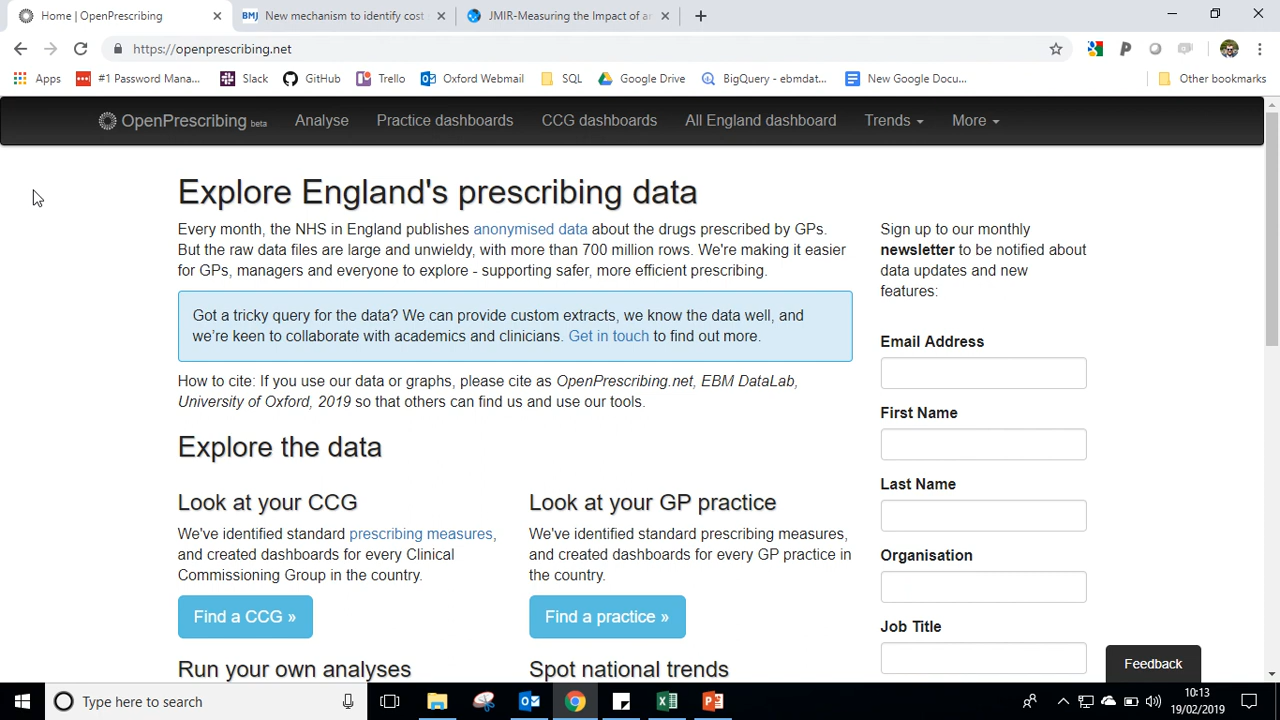 Home | OpenPrescribing
New mechanism to identify cost
JMIR-Measuring the Impact of a
https://openprescribing.net
Apps
#1 Password Mana...
Slack
GitHub
Trello
Oxford Webmail
SQL
Google Drive
BigQuery - ebmdat...
New Google Docu...
Other bookmarks
OpenPrescribing beta
Analyse
Practice dashboards
CCG dashboards
All England dashboard
Trends
More
Explore England's prescribing data
Every month, the NHS in England publishes anonymised data about the drugs prescribed by GPs.
But the raw data files are large and unwieldy, with more than 700 million rows. We're making it easier
for GPs, managers and everyone to explore - supporting safer, more efficient prescribing.
Got a tricky query for the data? We can provide custom extracts, we know the data well, and
we're keen to collaborate with academics and clinicians. Get in touch to find out more.
How to cite: If you use our data or graphs, please cite as OpenPrescribing.net, EBM DataLab,
University of Oxford, 2019 so that others can find us and use our tools.
Explore the data
Look at your CCG
We've identified standard prescribing measures,
and created dashboards for every Clinical
Commissioning Group in the country.
Find a CCG »
Look at your GP practice
We've identified standard prescribing measures,
and created dashboards for every GP practice in
the country.
Find a practice »
Run your own analyses
Spot national trends
Sign up to our monthly
newsletter to be notified about
data updates and new
features:
Email Address
First Name
Last Name
Organisation
Job Title
Feedback
Type here to search
10:13
19/02/2019